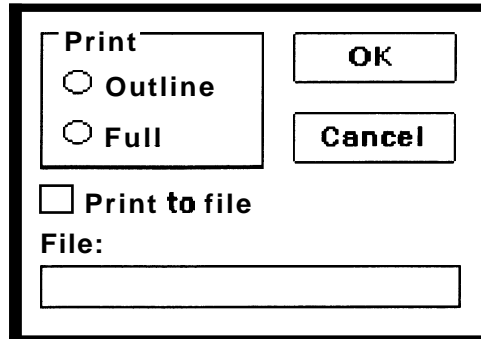 Print
OK
Outline
Full
Cancel
Print to file
File: